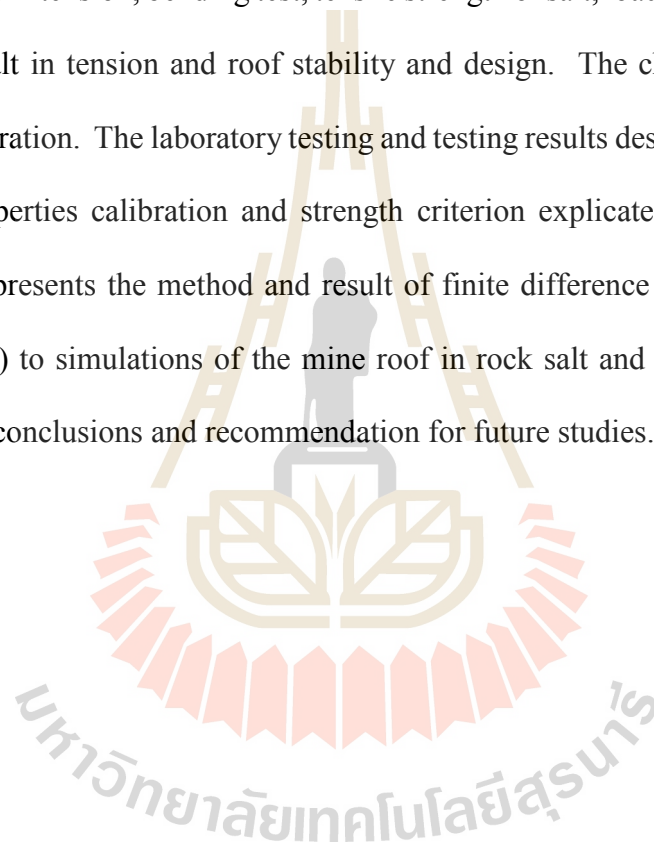 lt in tension and roof stability and design. The c
ration. The laboratory testing and testing results des
perties calibration and strength criterion explicate
presents the method and result of finite difference
) to simulations of the mine roof in rock salt and
conclusions and recommendation for future studies.
มหาวิทยาลัยเทคโนโลยีสุรนารี